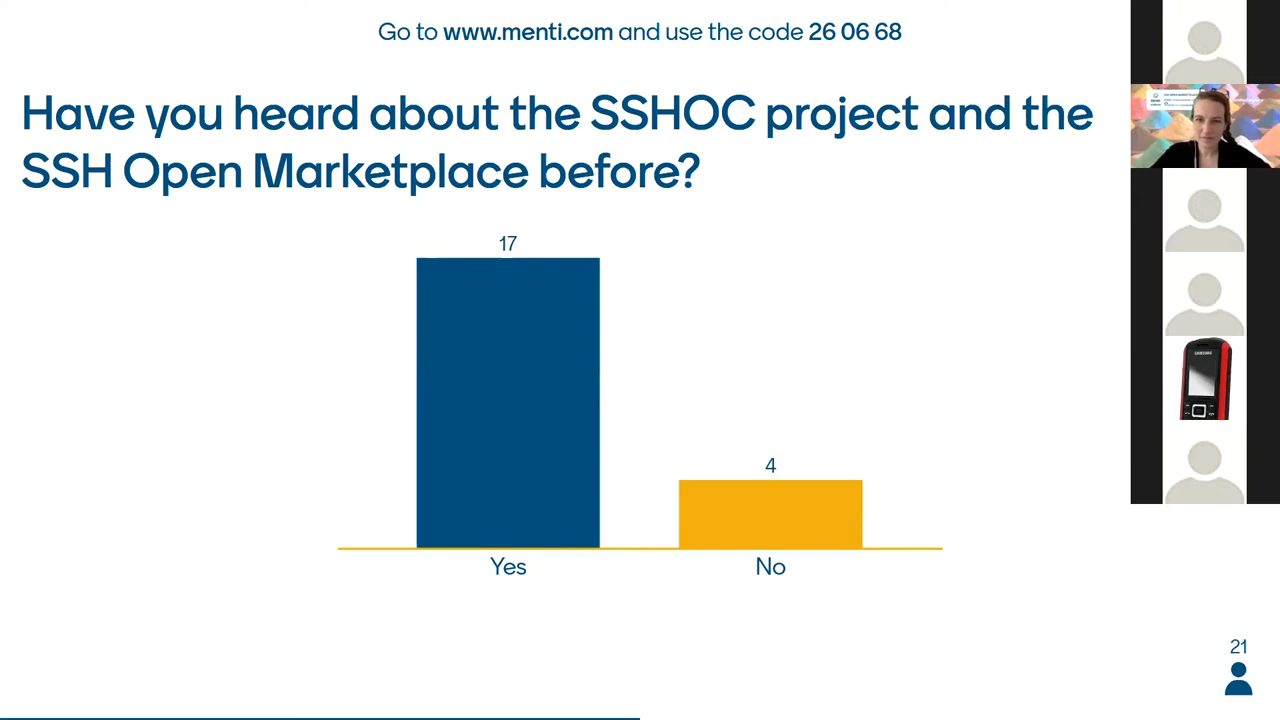 Go to www.menti.com and use the code 26 06 68
Have you heard about the SSHOC project and the
SSH Open Marketplace before?
17
4
Yes
No
SAMSUNG
21